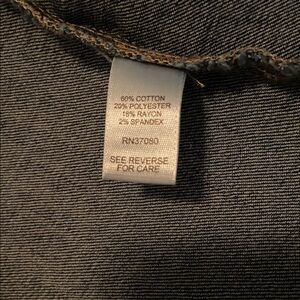 60% COTTON
20% POLYESTER
18% RAYON
2% SPANDEX
RN37080
SEE REVERSE
FOR CARE